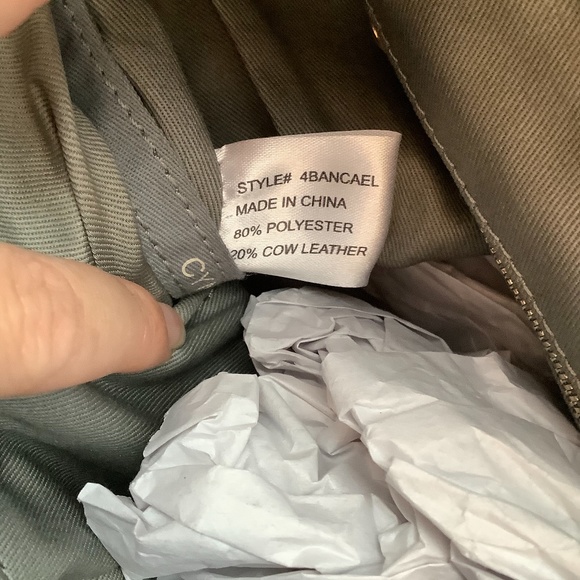 STYLE# 4BANCAEL
MADE IN CHINA
80% POLYESTER
20% COW LEATHER